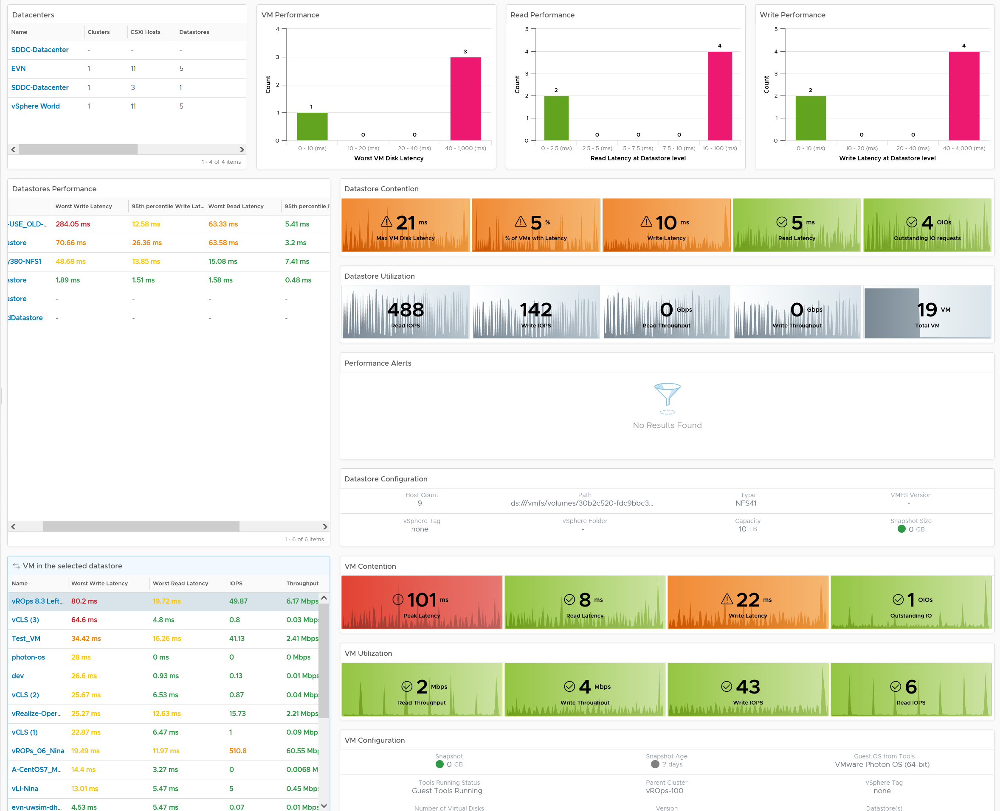 Datacenters
Name Clusters ESXi Hosts Datastores
SDDC-Datacenter - - -
EVN 1 11 5
SDDC-Datacenter 1 3 1
vSphere World 1 11 5
1 - 4 of 4 items
VM Performance
4
3
2
1
0
Count
1 0 0 3
0 - 10 (ms) 10 - 20 (ms) 20 - 40 (ms) 40 - 1,000 (ms)
Worst VM Disk Latency
Read Performance
5
4
3
2
1
0
Count
2 0 0 0 4
0 - 2.5 (ms) 2.5 - 5 (ms) 5 - 7.5 (ms) 7.5 - 10 (ms) 10 - 100 (ms)
Read Latency at Datastore level
Write Performance
5
4
3
2
1
0
Count
2 0 0 4
0 - 10 (ms) 10 - 20 (ms) 20 - 40 (ms) 40 - 4,000 (ms)
Write Latency at Datastore level
Datastores Performance
Worst Write Latency 95th percentile Write Lat... Worst Read Latency 95th percentile
-USE_OLD-... 284.05 ms 12.58 ms 63.33 ms 5.41 ms
astore 70.66 ms 26.36 ms 63.58 ms 3.2 ms
y380-NFS1 48.68 ms 13.85 ms 15.08 ms 7.41 ms
astore 1.89 ms 1.51 ms 1.58 ms 0.48 ms
astore - - - -
dDatastore - - - -
1 - 6 of 6 items
Datastore Contention
21 ms
Max VM Disk Latency
5 %
% of VMs with Latency
10 ms
Write Latency
5 ms
Read Latency
4 OIOs
Outstanding IO requests
Datastore Utilization
488
Read IOPS
142
Write IOPS
0 Gbps
Read Throughput
0 Gbps
Write Throughput
19 VM
Total VM
Performance Alerts
No Results Found
Datastore Configuration
Host Count Path Type VMFS Version
9 ds:///vmfs/volumes/30b2c520-fdc9bbc3... NFS41 -
vSphere Tag vSphere Folder Capacity Snapshot Size
none - 10 TB 0 GB
VM in the selected datastore
Name Worst Write Latency Worst Read Latency IOPS Throughput
vROps 8.3 Left... 80.2 ms 19.72 ms 49.87 6.17 Mbps
vCLS (3) 64.6 ms 4.8 ms 0.8 0.03 Mbp
Test_VM 34.42 ms 16.26 ms 41.13 2.41 Mbps
photon-os 28 ms 0 ms 0 0 Mbps
dev 26.6 ms 0.93 ms 0.13 0.01 Mbps
vCLS (2) 25.67 ms 6.53 ms 0.87 0.04 Mbp
vRealize-Oper... 25.27 ms 12.63 ms 15.73 2.21 Mbps
vCLS (1) 22.87 ms 6.47 ms 1 0.09 Mbp
vROPs_06_Nina 19.49 ms 11.97 ms 510.8 60.55 Mb
A-CentOS7_M... 14.4 ms 3.27 ms 0 0.0068 M
vLI-Nina 13.01 ms 5.47 ms 5 0.45 Mbp
evn-uwsim-dh... 4.53 ms 5.47 ms 0.07 0.01 Mbps
VM Contention
101 ms
Peak Latency
8 ms
Read Latency
22 ms
Write Latency
1 OIOs
Outstanding IO
VM Utilization
2 Mbps
Read Throughput
4 Mbps
Write Throughput
43
Write IOPS
6
Read IOPS
VM Configuration
Snapshot Snapshot Age Guest OS from Tools
0 GB ? days VMware Photon OS (64-bit)
Tools Running Status Parent Cluster vSphere Tag
Guest Tools Running vROps-100 none
Number of Virtual Disks Version Datastore(s)